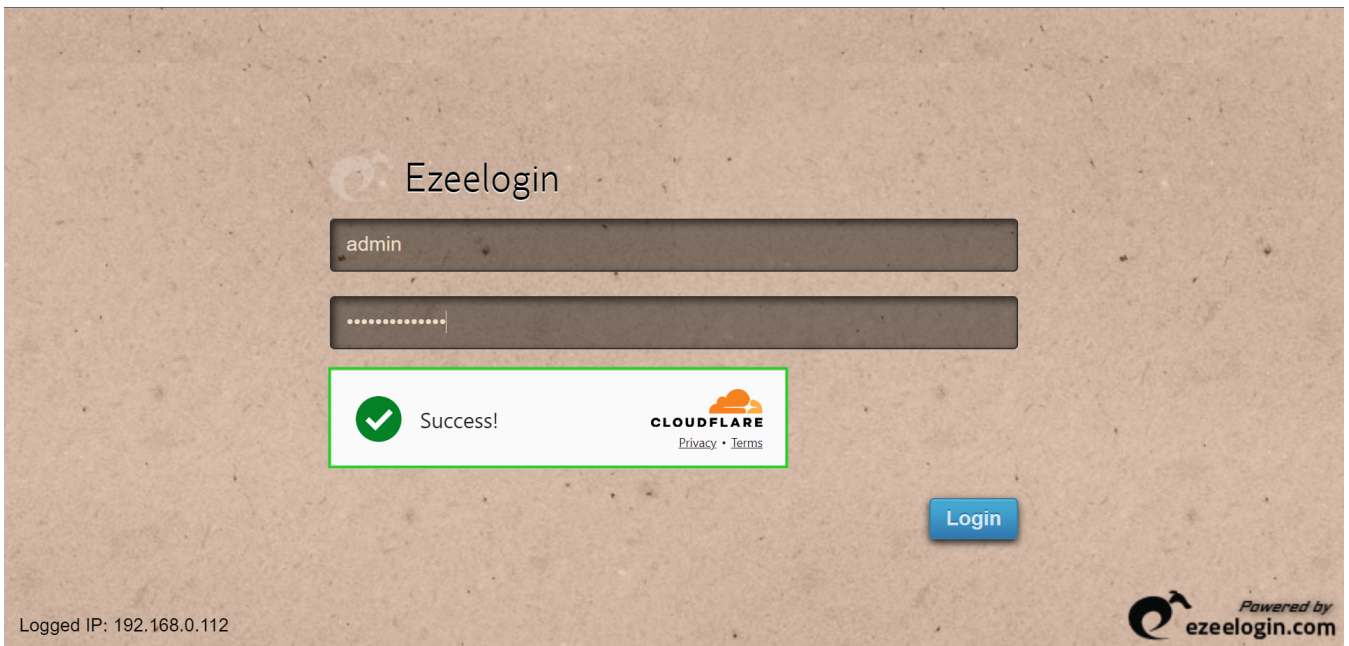 Ezeelogin
admin
••••••••••••••
Success!
CLOUDFLARE
Privacy • Terms
Login
Logged IP: 192.168.0.112
Powered by
ezeelogin.com